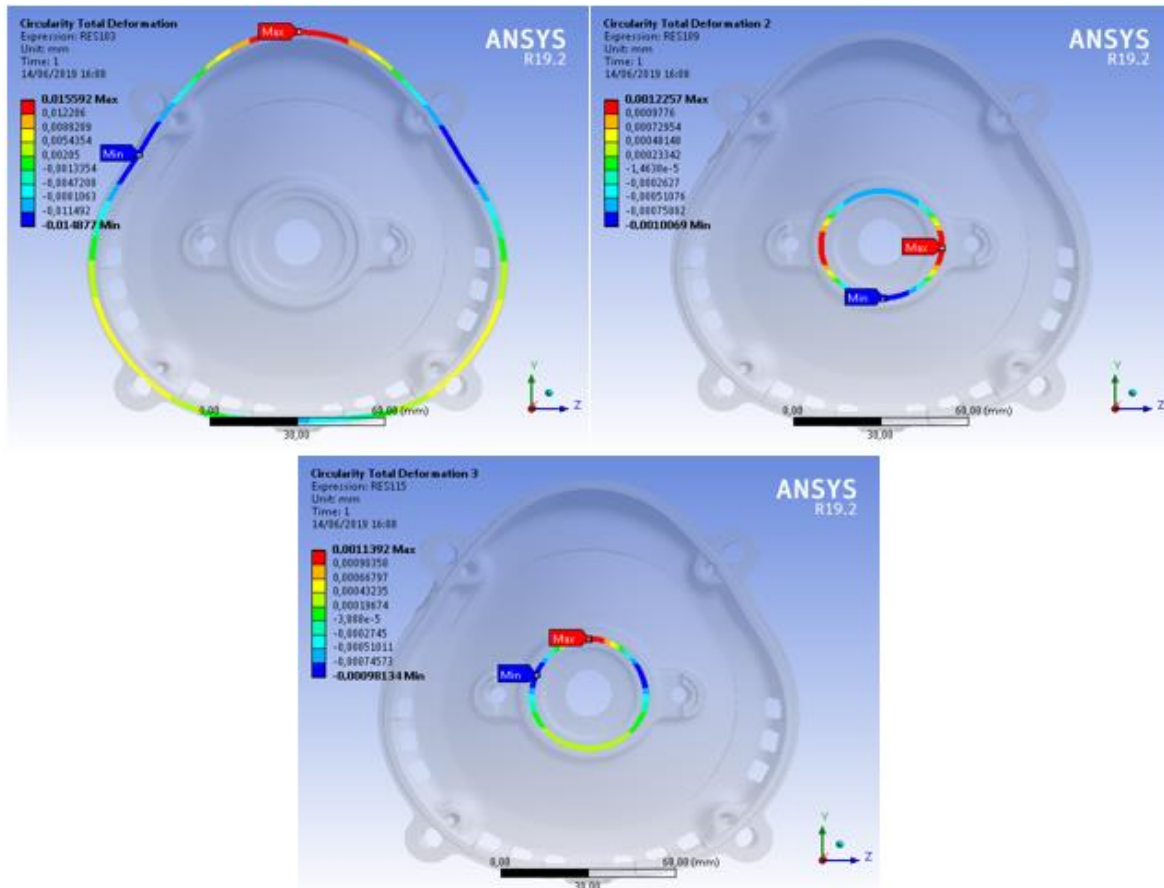 Circularity Total Deformation
Expression: RES103
Unit: mm
Time: 1
14/06/2019 16:08
0,015592 Max
0,012206
0,0088209
0,0054354
0,00205
-0,0013354
-0,0047208
-0,0081063
-0,011492
-0,014877 Min
Max
Min
ANSYS
R19.2
0,00
60,00 (mm)
30,00
Y
Z
Circularity Total Deformation 2
Expression: RES109
Unit: mm
Time: 1
14/06/2019 16:08
0,0012257 Max
0,0009776
0,00072954
0,00048148
0,00023342
-1,4638e-5
-0,0002627
-0,00051076
-0,00075882
-0,0010069 Min
Max
Min
ANSYS
R19.2
0,00
60,00 (mm)
30,00
Y
Z
Circularity Total Deformation 3
Expression: RES115
Unit: mm
Time: 1
14/06/2019 16:08
0,0011392 Max
0,00090358
0,00066797
0,00043235
0,00019674
-3,888e-5
-0,0002745
-0,00051011
-0,00074573
-0,00098134 Min
Max
Min
ANSYS
R19.2
0,00
60,00 (mm)
30,00
Y
Z